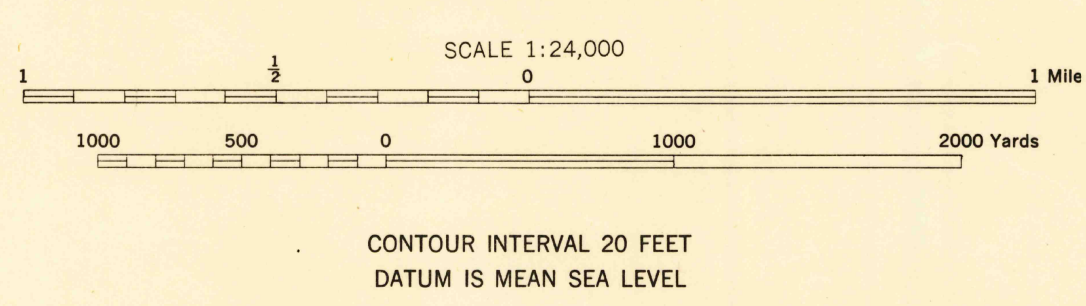 SCALE 1:24,000
1 ½ 0 1 Mile
1000 500 0 1000 2000 Yards
CONTOUR INTERVAL 20 FEET
DATUM IS MEAN SEA LEVEL